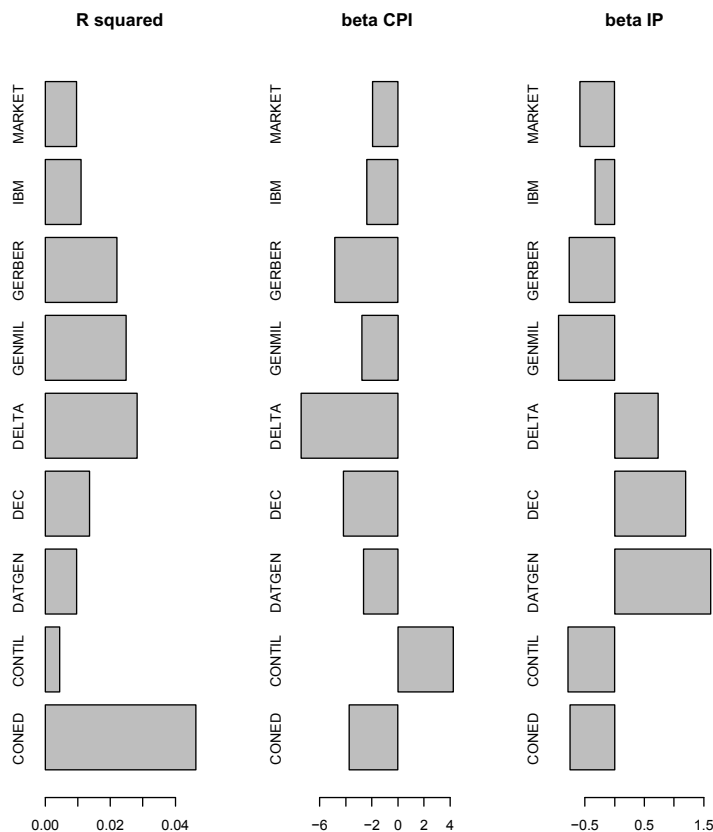 R squared
beta CPI
beta IP
MARKET
IBM
GERBER
GENMIL
DELTA
DEC
DATGEN
CONTIL
CONED
0.00 0.02 0.04
MARKET
IBM
GERBER
GENMIL
DELTA
DEC
DATGEN
CONTIL
CONED
−6 −2 0 2 4
MARKET
IBM
GERBER
GENMIL
DELTA
DEC
DATGEN
CONTIL
CONED
−0.5 0.5 1.5